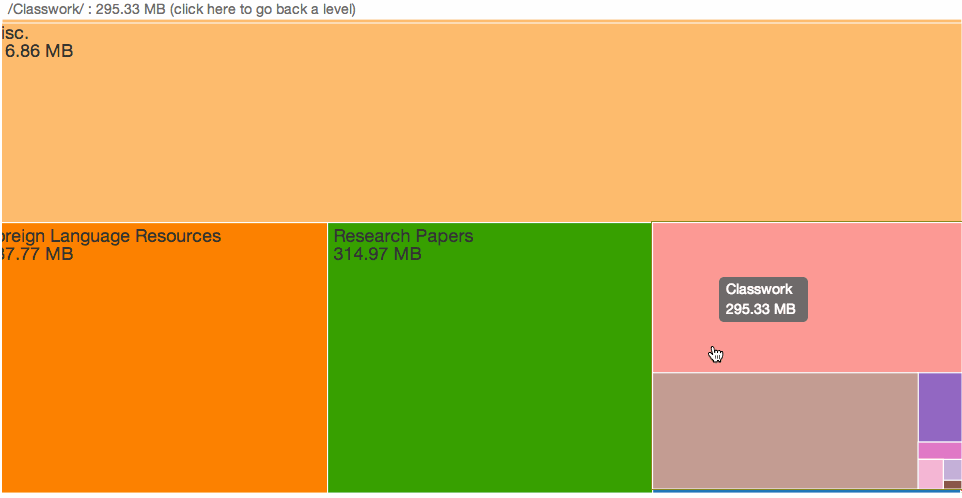 /Classwork/ : 295.33 MB (click here to go back a level)
isc.
6.86 MB
oreign Language Resources
37.77 MB
Research Papers
314.97 MB
Classwork
295.33 MB